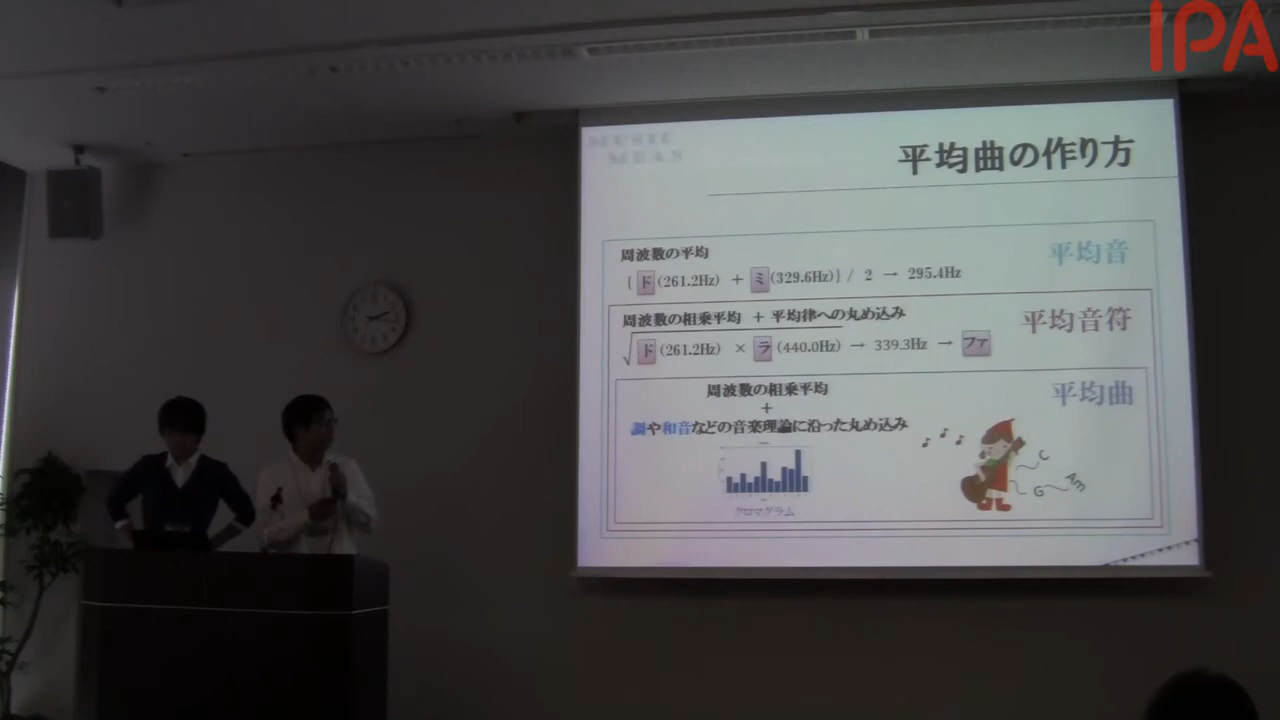 IPA
MUSIC
MEAN
平均曲の作り方
周波数の平均
平均音
{ ド (261.2Hz) + ミ (329.6Hz)} / 2 → 295.4Hz
周波数の相乗平均 + 平均律への丸め込み
平均音符
√ ド (261.2Hz) × ラ (440.0Hz) → 339.3Hz → ファ
周波数の相乗平均
平均曲
+
調や和音などの音楽理論に沿った丸め込み
クロマグラム
C
G
Am